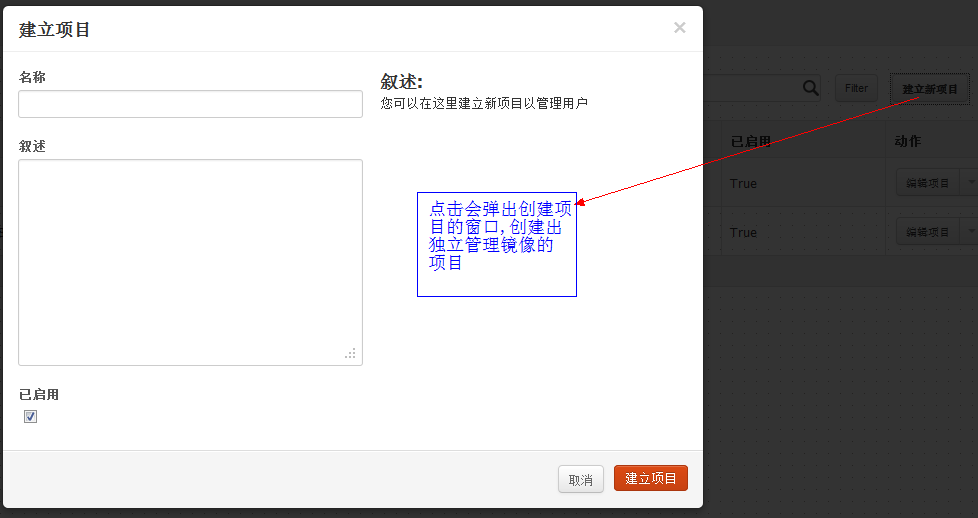 建立项目
×
名称
叙述
已启用
叙述:
您可以在这里建立新项目以管理用户
点击会弹出创建项
目的窗口,创建出
独立管理镜像的
项目
取消
建立项目
Filter
建立新项目
已启用
动作
True
编辑项目
True
编辑项目